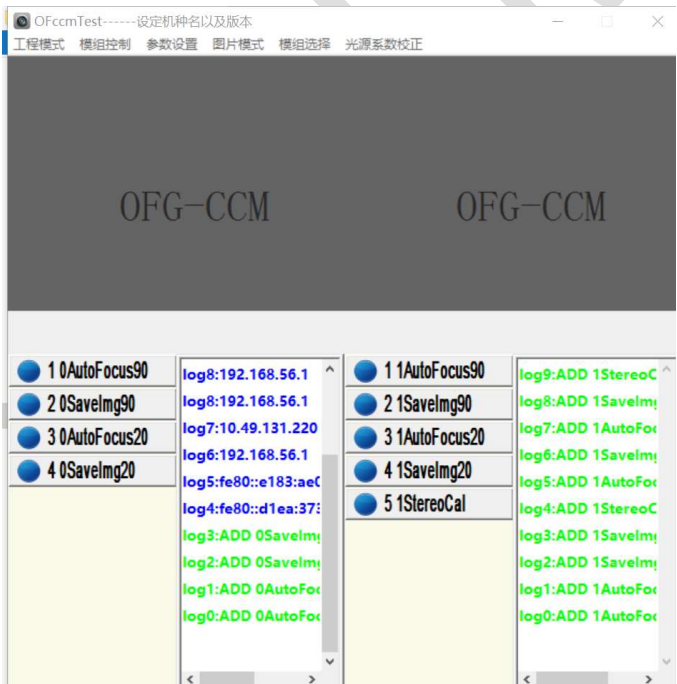 OFccmTest------设定机种名以及版本
工程模式 模组控制 参数设置 图片模式 模组选择 光源系数校正
OFG-CCM
OFG-CCM
1 0AutoFocus90
2 0SaveImg90
3 0AutoFocus20
4 0SaveImg20
log8:192.168.56.1
log8:192.168.56.1
log7:10.49.131.220
log6:192.168.56.1
log5:fe80::e183:ae0
log4:fe80::d1ea:373
log3:ADD 0SaveImg
log2:ADD 0SaveImg
log1:ADD 0AutoFoc
log0:ADD 0AutoFoc
1 1AutoFocus90
2 1SaveImg90
3 1AutoFocus20
4 1SaveImg20
5 1StereoCal
log9:ADD 1StereoC
log8:ADD 1SaveImg
log7:ADD 1AutoFoc
log6:ADD 1SaveImg
log5:ADD 1AutoFoc
log4:ADD 1StereoC
log3:ADD 1SaveImg
log2:ADD 1SaveImg
log1:ADD 1AutoFoc
log0:ADD 1AutoFoc